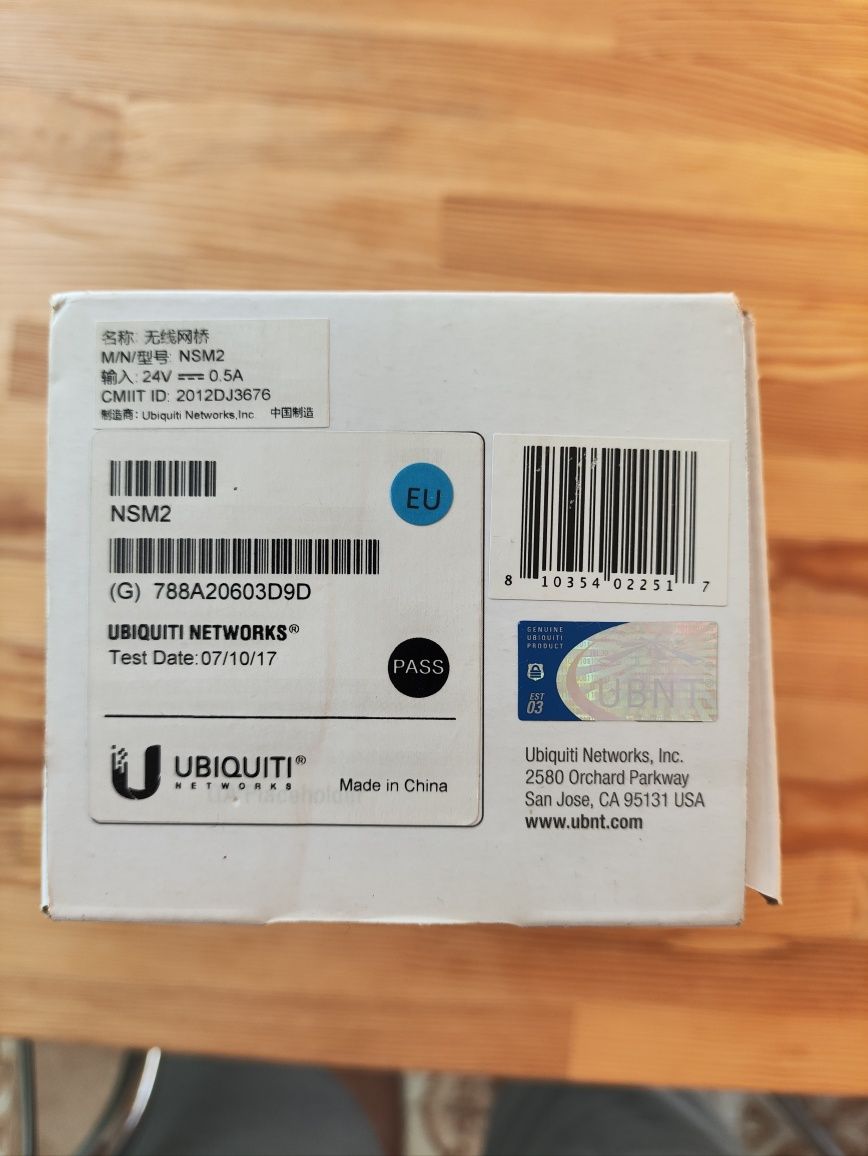 名称: 无线网桥
M/N/型号: NSM2
输入: 24V ⎓ 0.5A
CMIIT ID: 2012DJ3676
制造商: Ubiquiti Networks,Inc 中国制造
NSM2
EU
(G) 788A20603D9D
UBIQUITI NETWORKS®
Test Date:07/10/17
PASS
UBIQUITI®
NETWORKS
Made in China
8 10354 02251 7
GENUINE
UBIQUITI
PRODUCT
EST
03
UBNT
Ubiquiti Networks, Inc.
2580 Orchard Parkway
San Jose, CA 95131 USA
www.ubnt.com